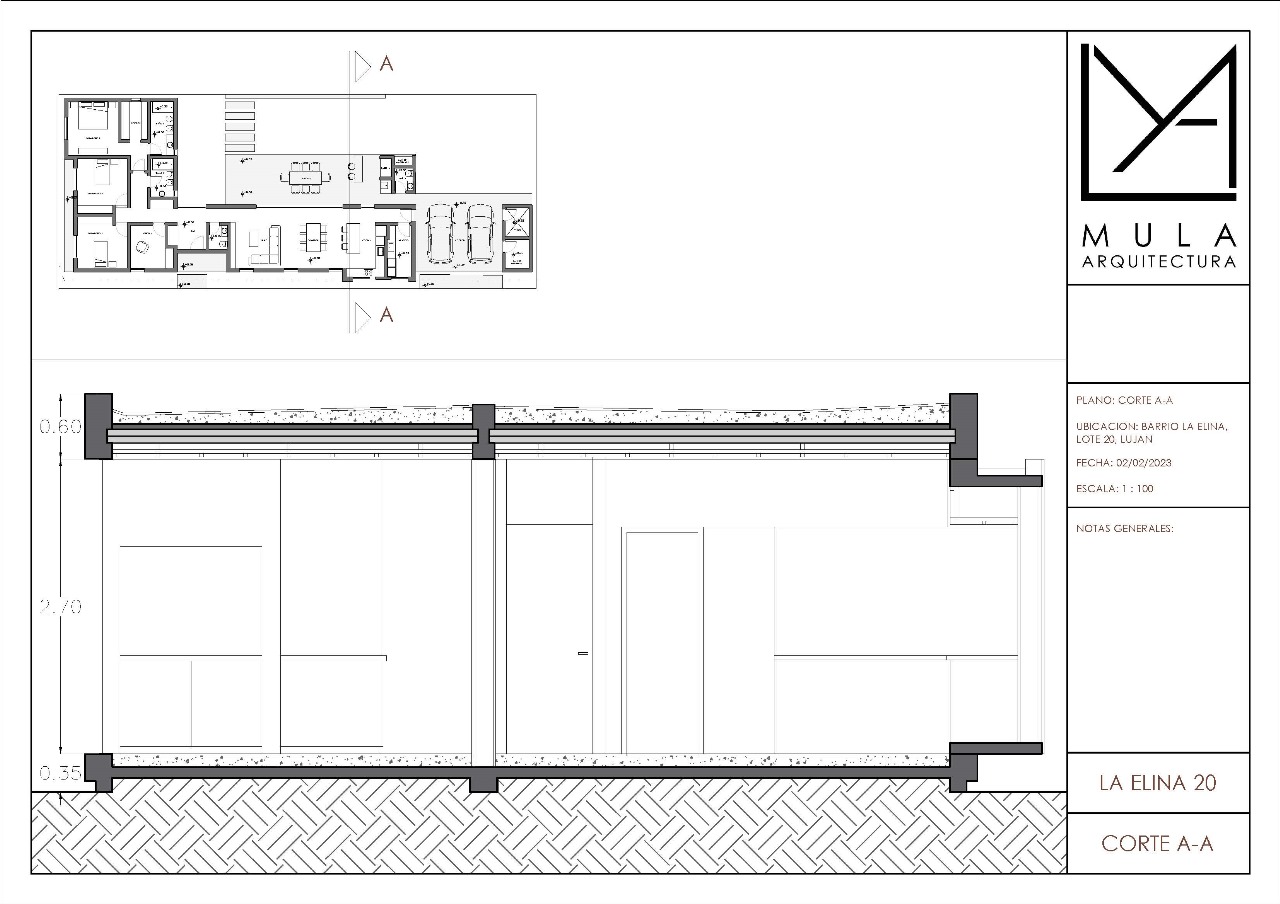 A
A
0.60
2.70
0.35
MULA
ARQUITECTURA
PLANO: CORTE A-A
UBICACION: BARRIO LA ELINA,
LOTE 20, LUJAN
FECHA: 02/02/2023
ESCALA: 1 : 100
NOTAS GENERALES:
LA ELINA 20
CORTE A-A